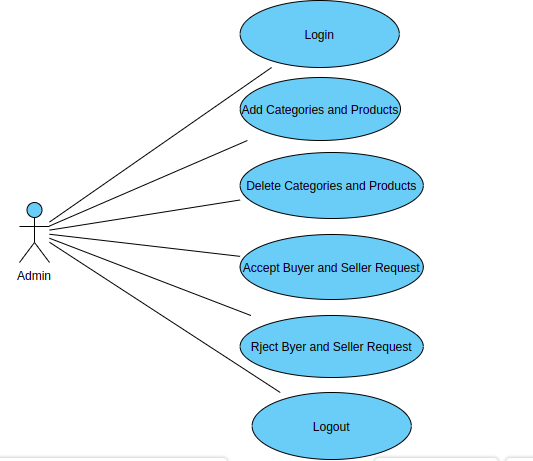 Login
Add Categories and Products
Delete Categories and Products
Admin
Accept Buyer and Seller Request
Rject Byer and Seller Request
Logout